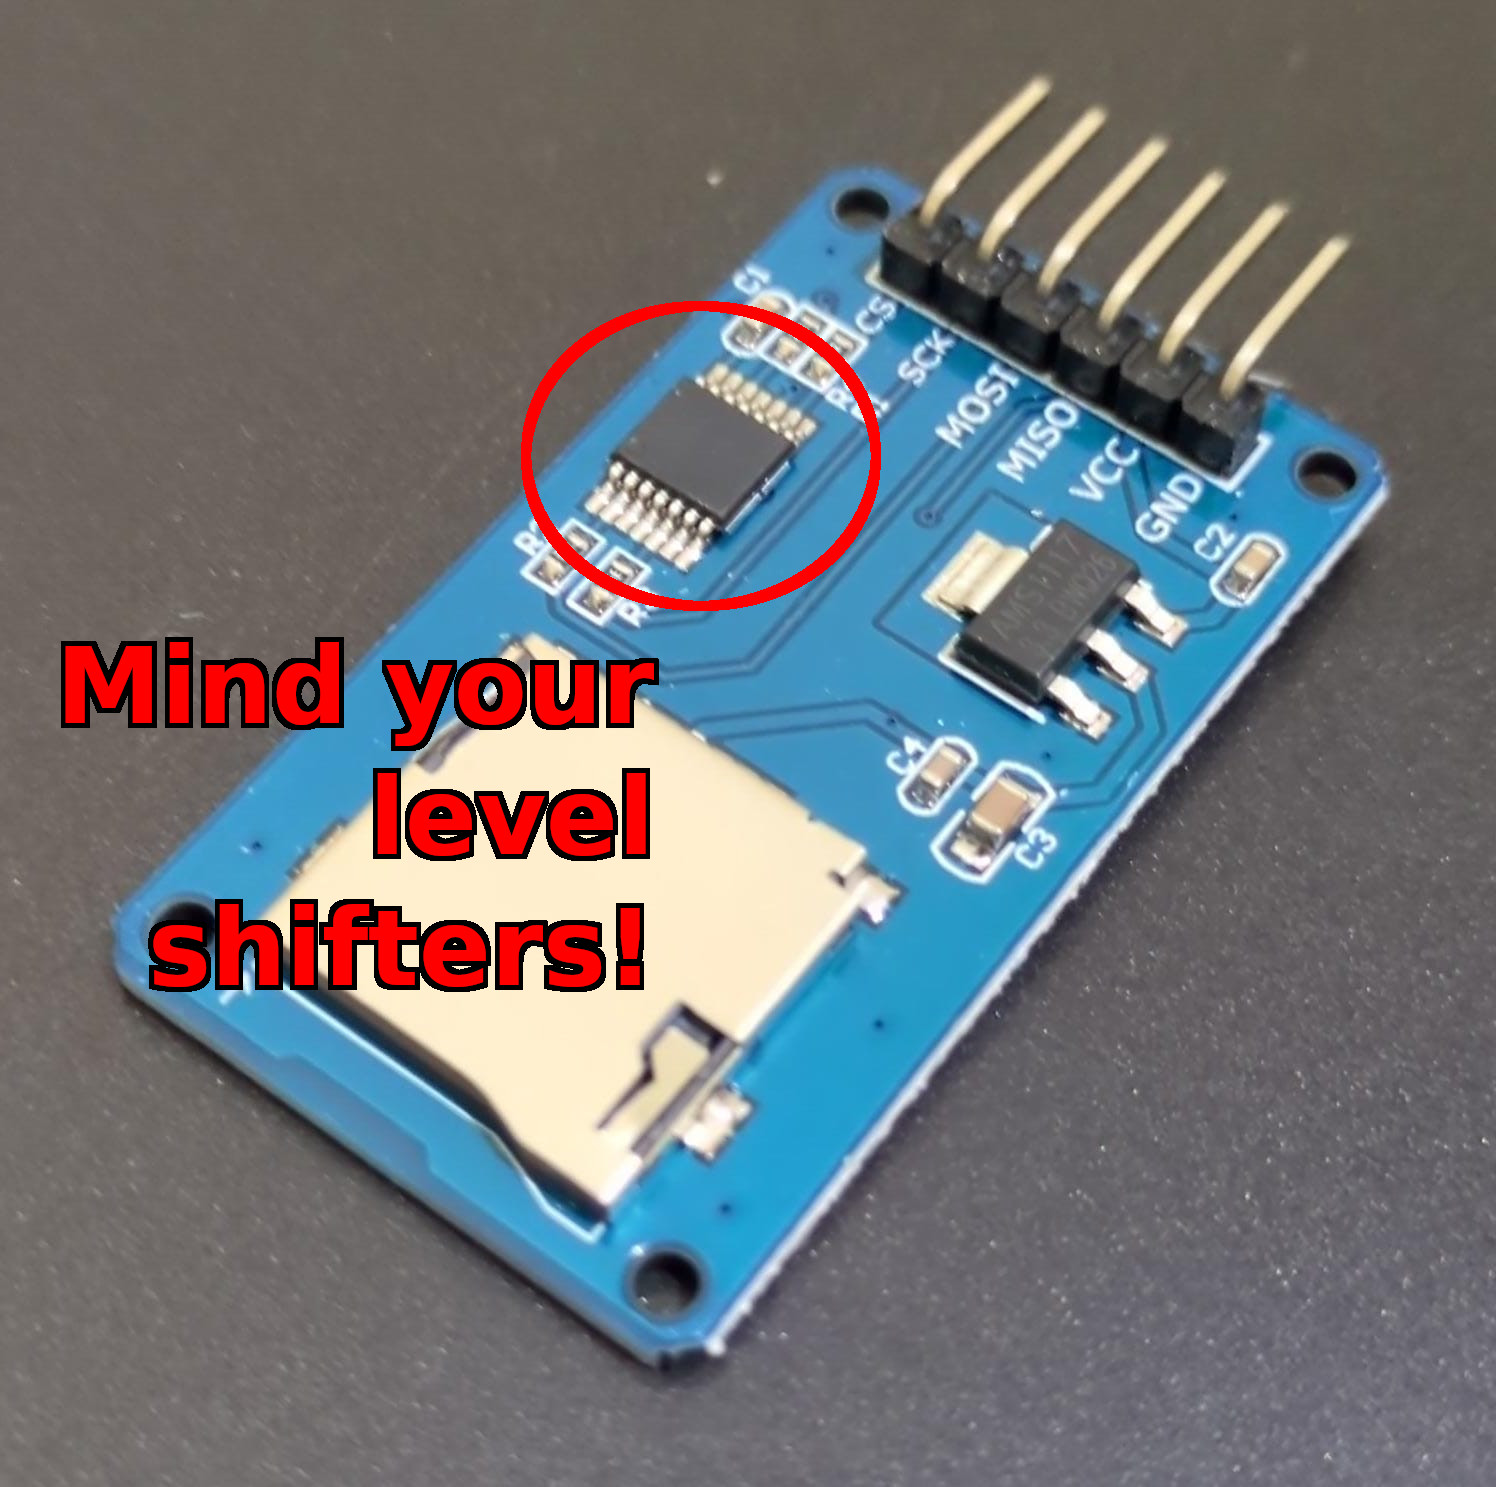 C1
CS
SCK
MOSI
MISO
VCC
GND
C2
AMS1117
C4
C3
Mind your
level
shifters!